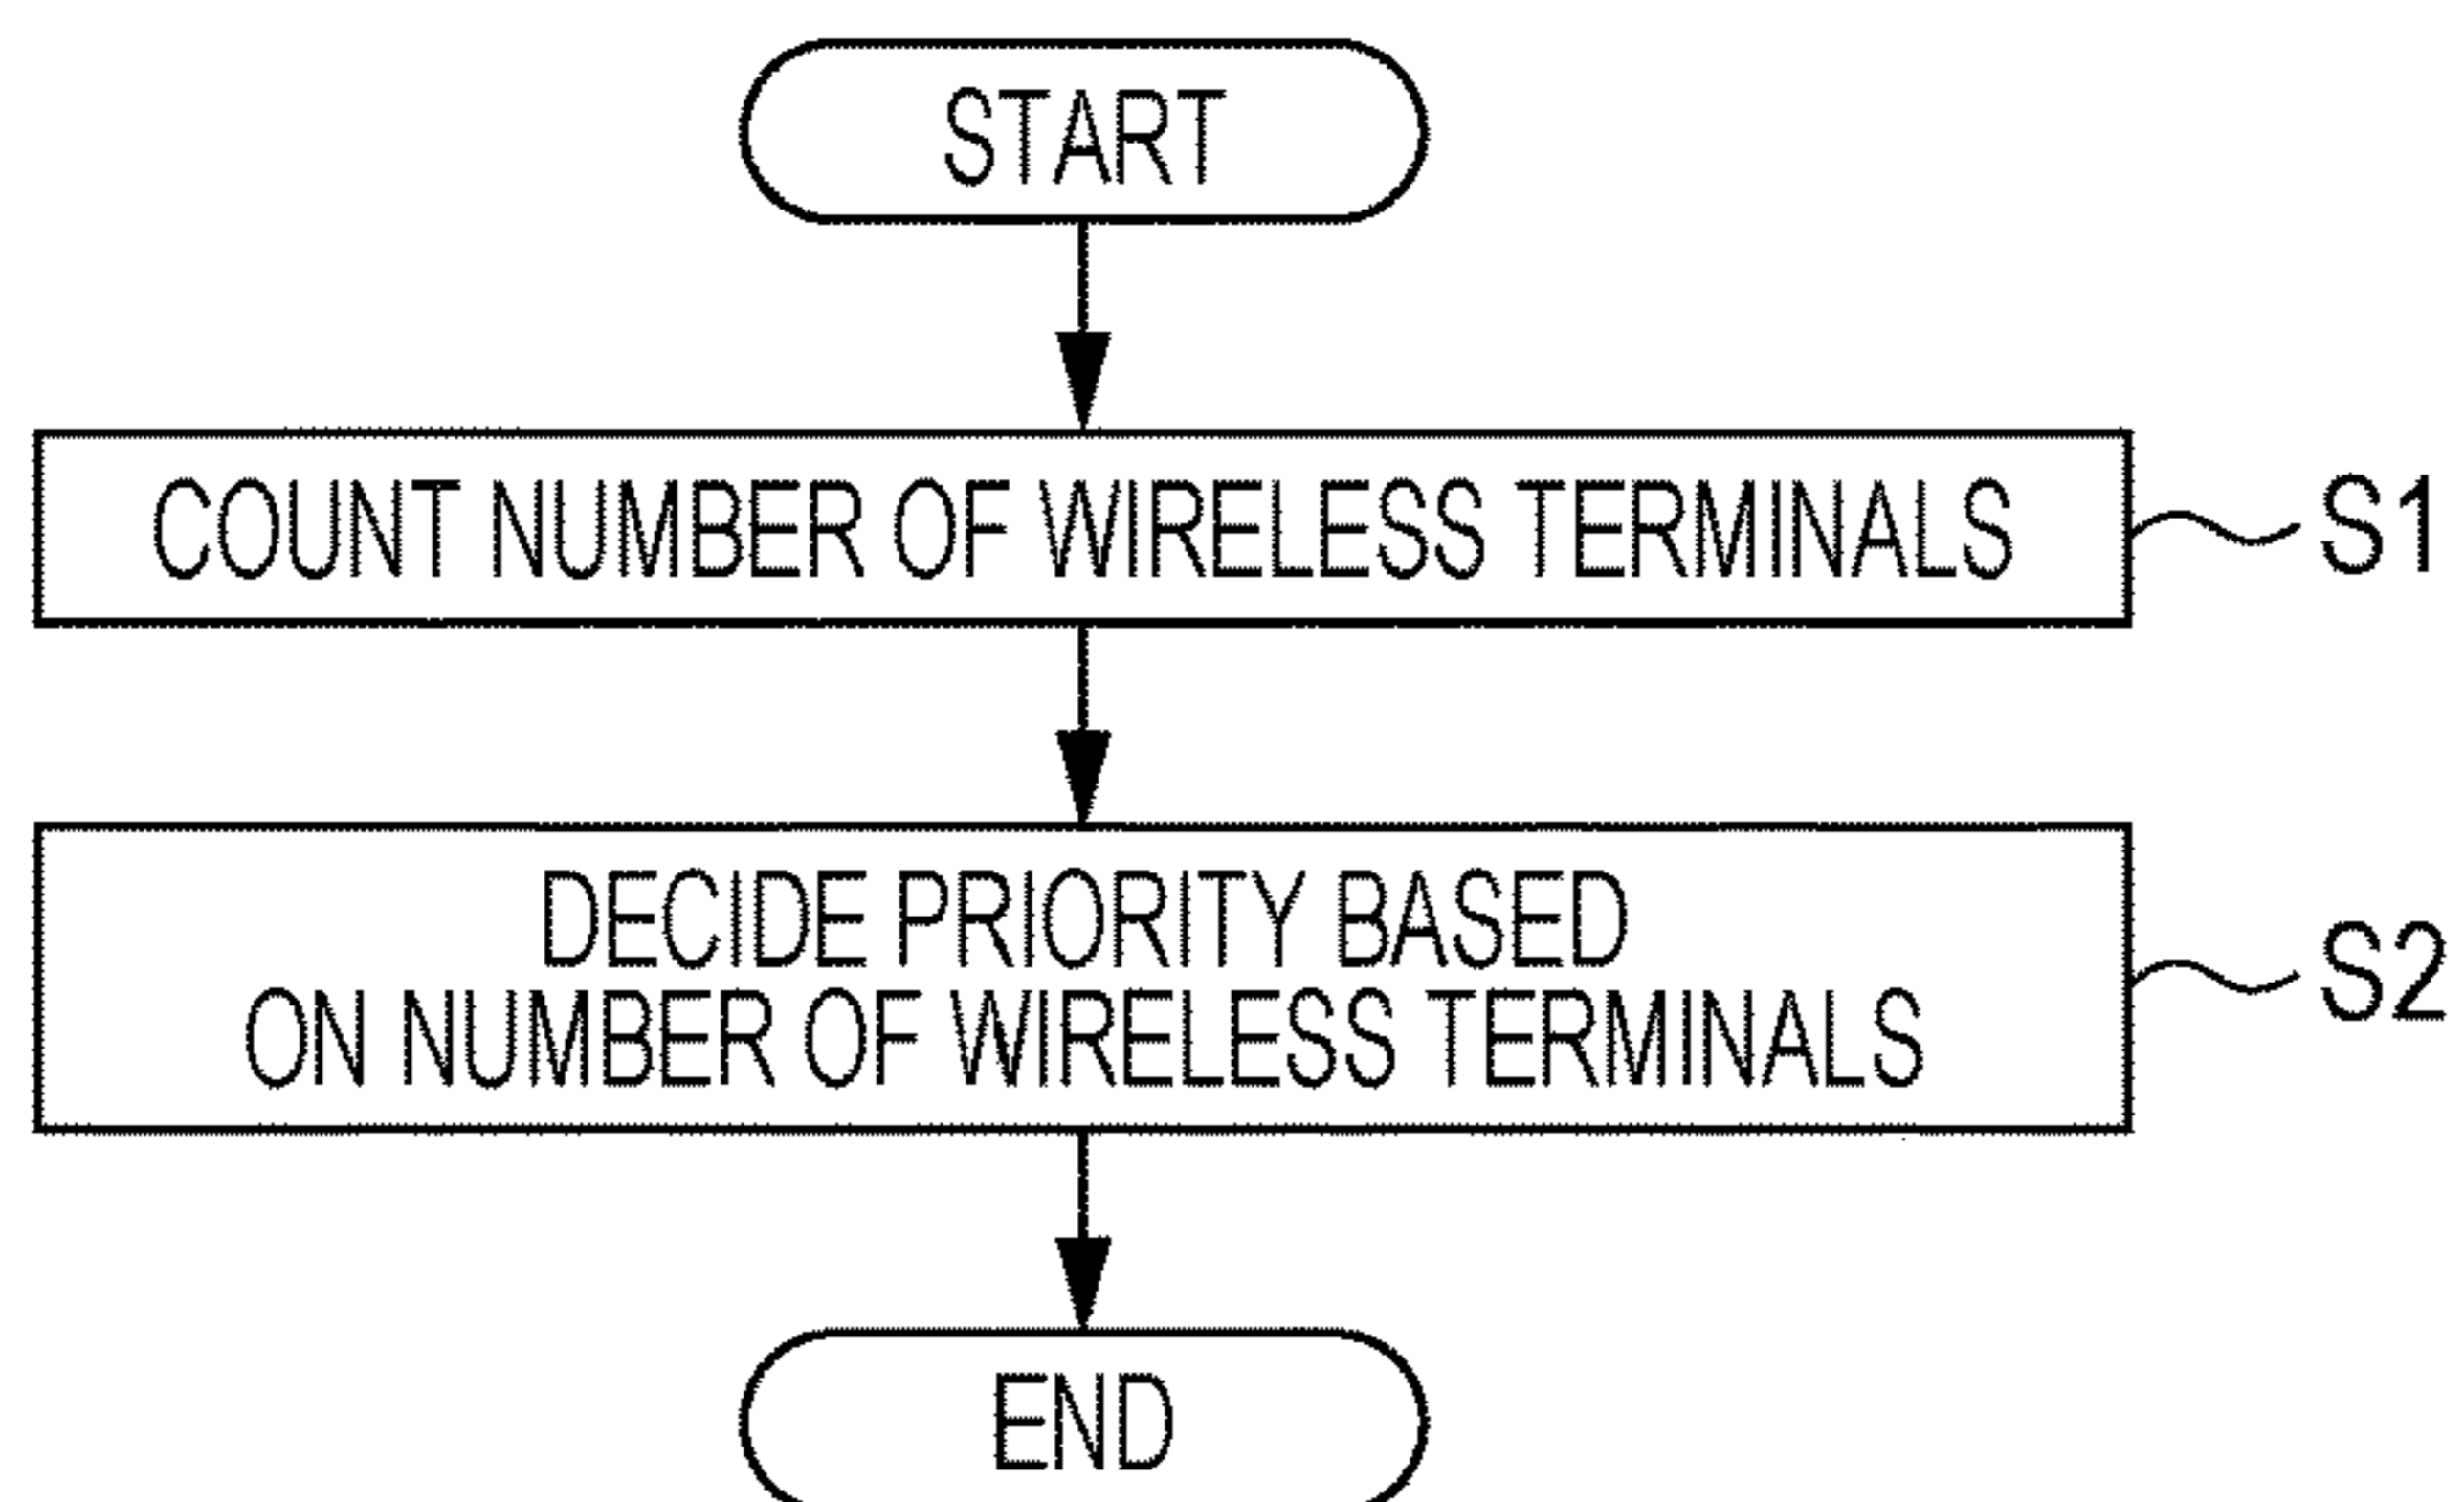 START
COUNT NUMBER OF WIRELESS TERMINALS
S1
DECIDE PRIORITY BASED
ON NUMBER OF WIRELESS TERMINALS
S2
END